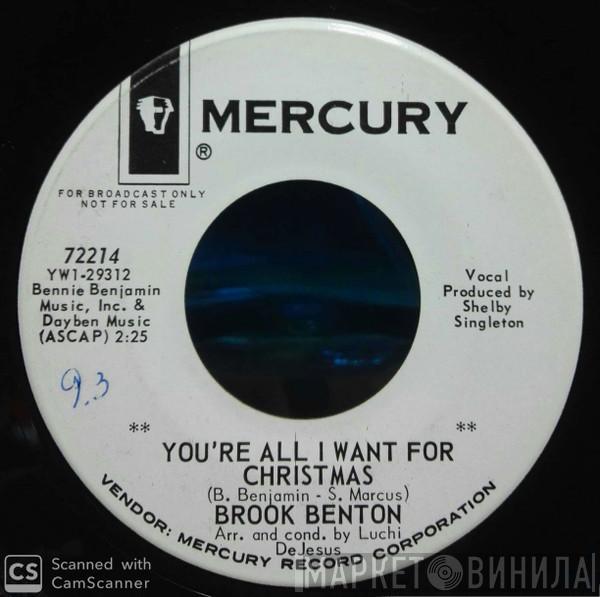 MERCURY
®
FOR BROADCAST ONLY
NOT FOR SALE
72214
YW1-29312
Bennie Benjamin
Music, Inc. &
Dayben Music
(ASCAP) 2:25
Vocal
Produced by
Shelby
Singleton
9.3
** **
YOU'RE ALL I WANT FOR
CHRISTMAS
(B. Benjamin - S. Marcus)
BROOK BENTON
Arr. and cond. by Luchi
DeJesus
VENDOR: MERCURY RECORD CORPORATION
CS Scanned with
CamScanner
МАРКЕТ ВИНИЛА